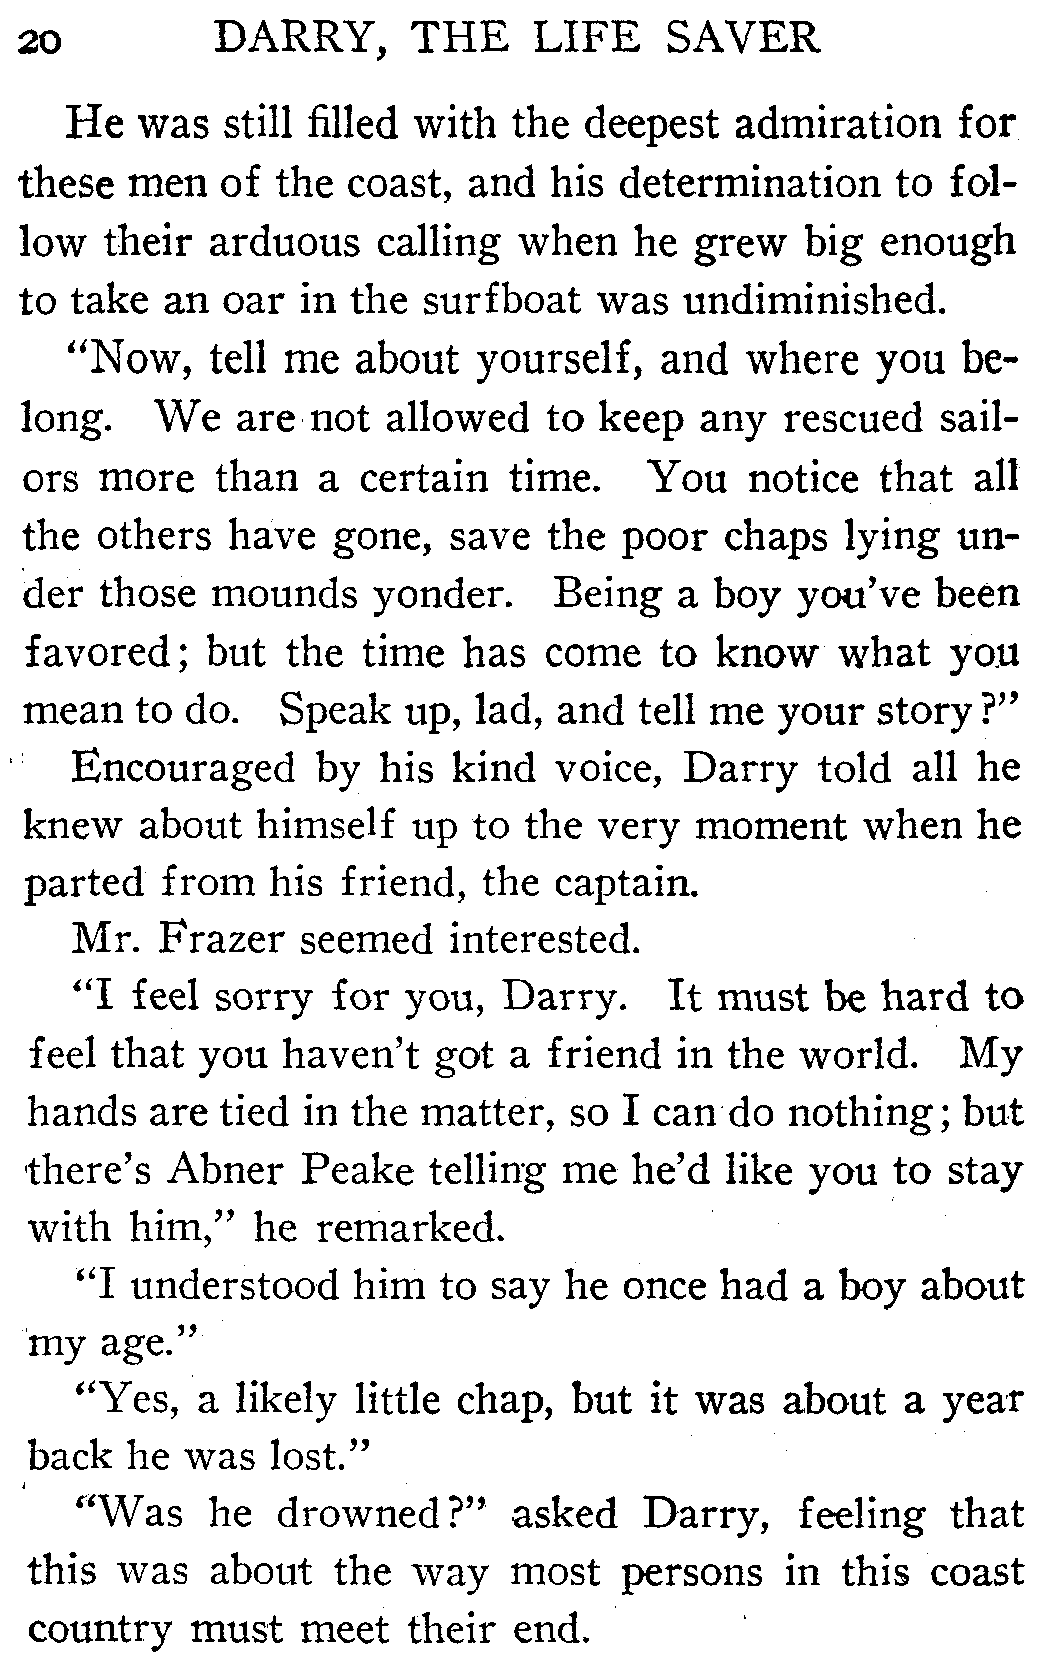 20 DARRY, THE LIFE SAVER
He was still filled with the deepest admiration for
these men of the coast, and his determination to fol-
low their arduous calling when he grew big enough
to take an oar in the surfboat was undiminished.
"Now, tell me about yourself, and where you be-
long. We are not allowed to keep any rescued sail-
ors more than a certain time. You notice that all
the others have gone, save the poor chaps lying un-
der those mounds yonder. Being a boy you've been
favored; but the time has come to know what you
mean to do. Speak up, lad, and tell me your story?"
Encouraged by his kind voice, Darry told all he
knew about himself up to the very moment when he
parted from his friend, the captain.
Mr. Frazer seemed interested.
"I feel sorry for you, Darry. It must be hard to
feel that you haven't got a friend in the world. My
hands are tied in the matter, so I can do nothing; but
there's Abner Peake telling me he'd like you to stay
with him," he remarked.
"I understood him to say he once had a boy about
my age."
"Yes, a likely little chap, but it was about a year
back he was lost."
"Was he drowned?" asked Darry, feeling that
this was about the way most persons in this coast
country must meet their end.